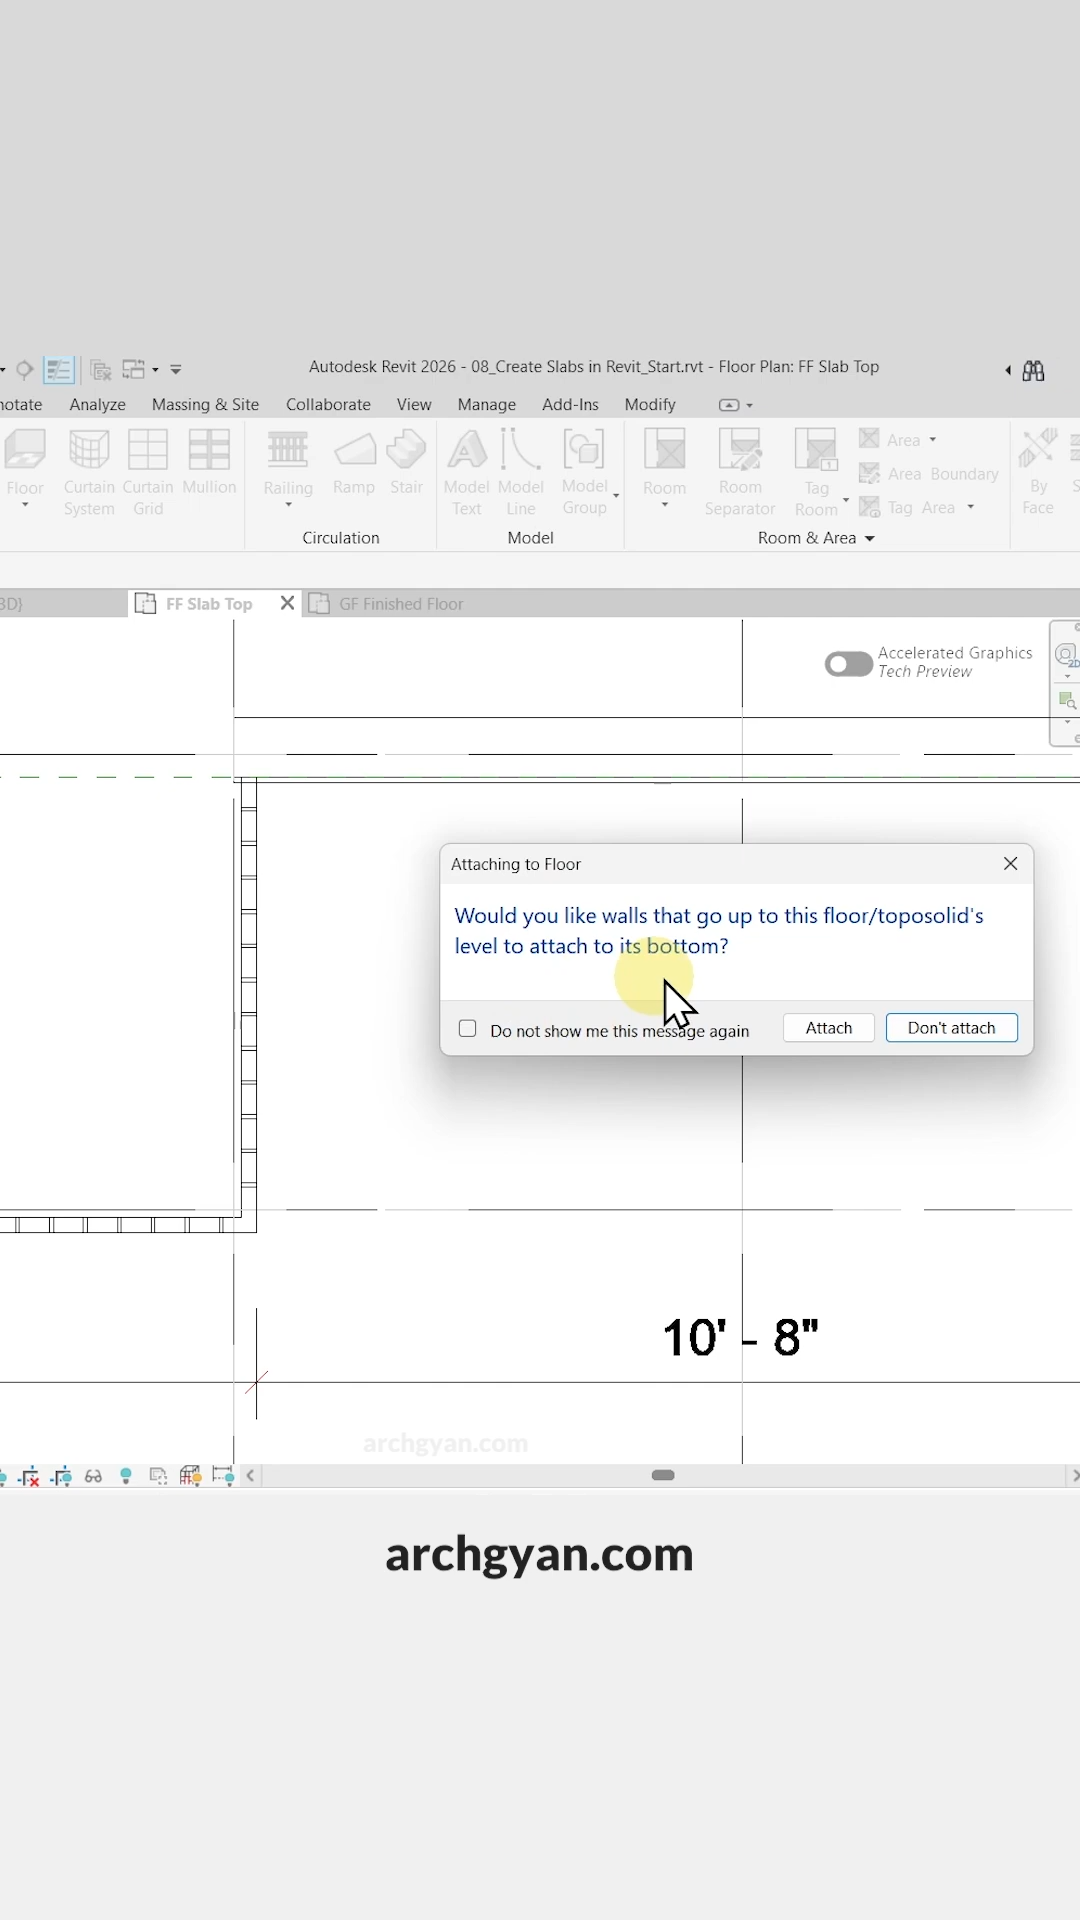 Autodesk Revit 2026 - 08_Create Slabs in Revit_Start.rvt - Floor Plan: FF Slab Top
notate Analyze Massing & Site Collaborate View Manage Add-Ins Modify
Floor
Curtain System
Curtain Grid
Mullion
Railing
Ramp
Stair
Model Text
Model Line
Model Group
Room
Room Separator
Tag Room
1
Area
Area Boundary
Tag Area
By Face
S
Circulation
Model
Room & Area
3D}
FF Slab Top
GF Finished Floor
Accelerated Graphics
Tech Preview
2D
Attaching to Floor
Would you like walls that go up to this floor/toposolid's
level to attach to its bottom?
Do not show me this message again
Attach
Don't attach
10' - 8"
archgyan.com
archgyan.com